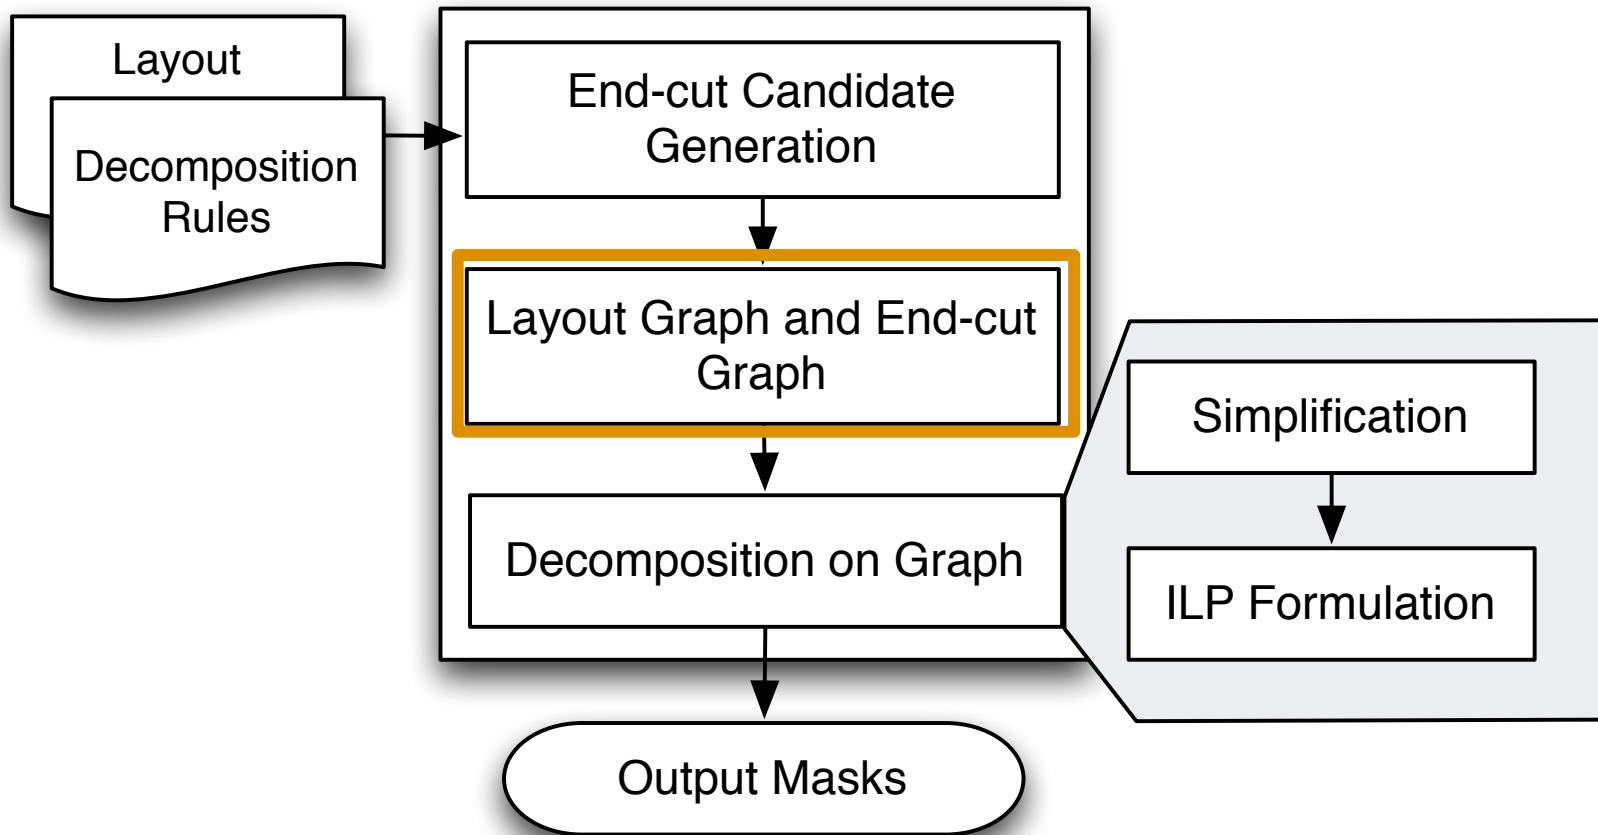 Layout
Decomposition
Rules
End-cut Candidate
Generation
Layout Graph and End-cut
Graph
Decomposition on Graph
Simplification
ILP Formulation
Output Masks